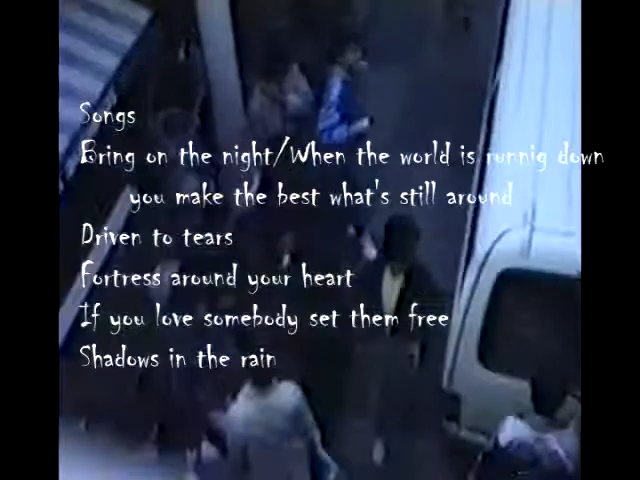 Songs
Bring on the night/When the world is runnig down
you make the best what's still around
Driven to tears
Fortress around your heart
If you love somebody set them free
Shadows in the rain